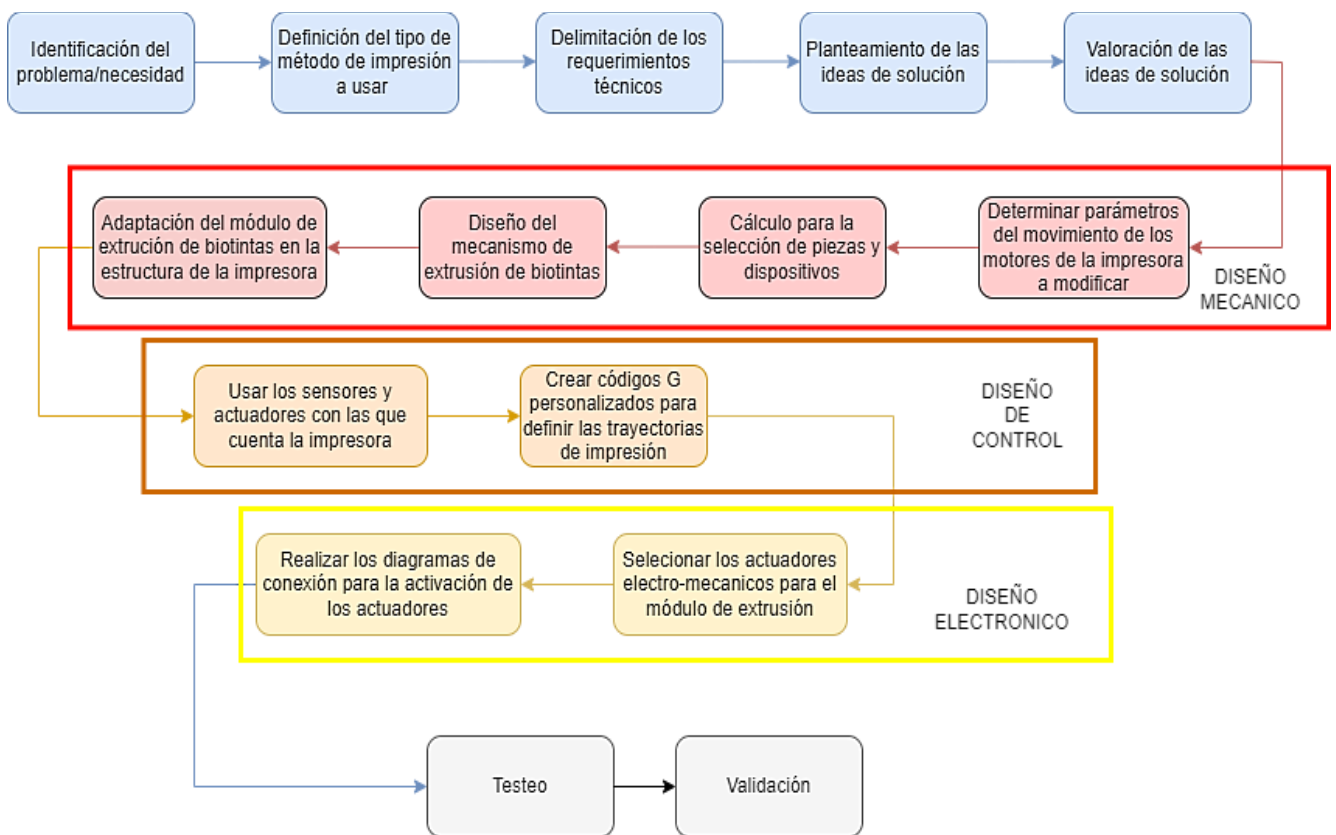 Identificación del
problema/necesidad
Definición del tipo de
método de impresión
a usar
Delimitación de los
requerimientos
técnicos
Planteamiento de las
ideas de solución
Valoración de las
ideas de solución
Determinar parámetros
del movimiento de los
motores de la impresora
a modificar
Cálculo para la
selección de piezas y
dispositivos
Diseño del
mecanismo de
extrusión de biotintas
Adaptación del módulo de
extrución de biotintas en la
estructura de la impresora
DISEÑO
MECANICO
Usar los sensores y
actuadores con las que
cuenta la impresora
Crear códigos G
personalizados para
definir las trayectorias
de impresión
DISEÑO
DE
CONTROL
Selecionar los actuadores
electro-mecanicos para el
módulo de extrusión
Realizar los diagramas de
conexión para la activación de
los actuadores
DISEÑO
ELECTRONICO
Testeo
Validación